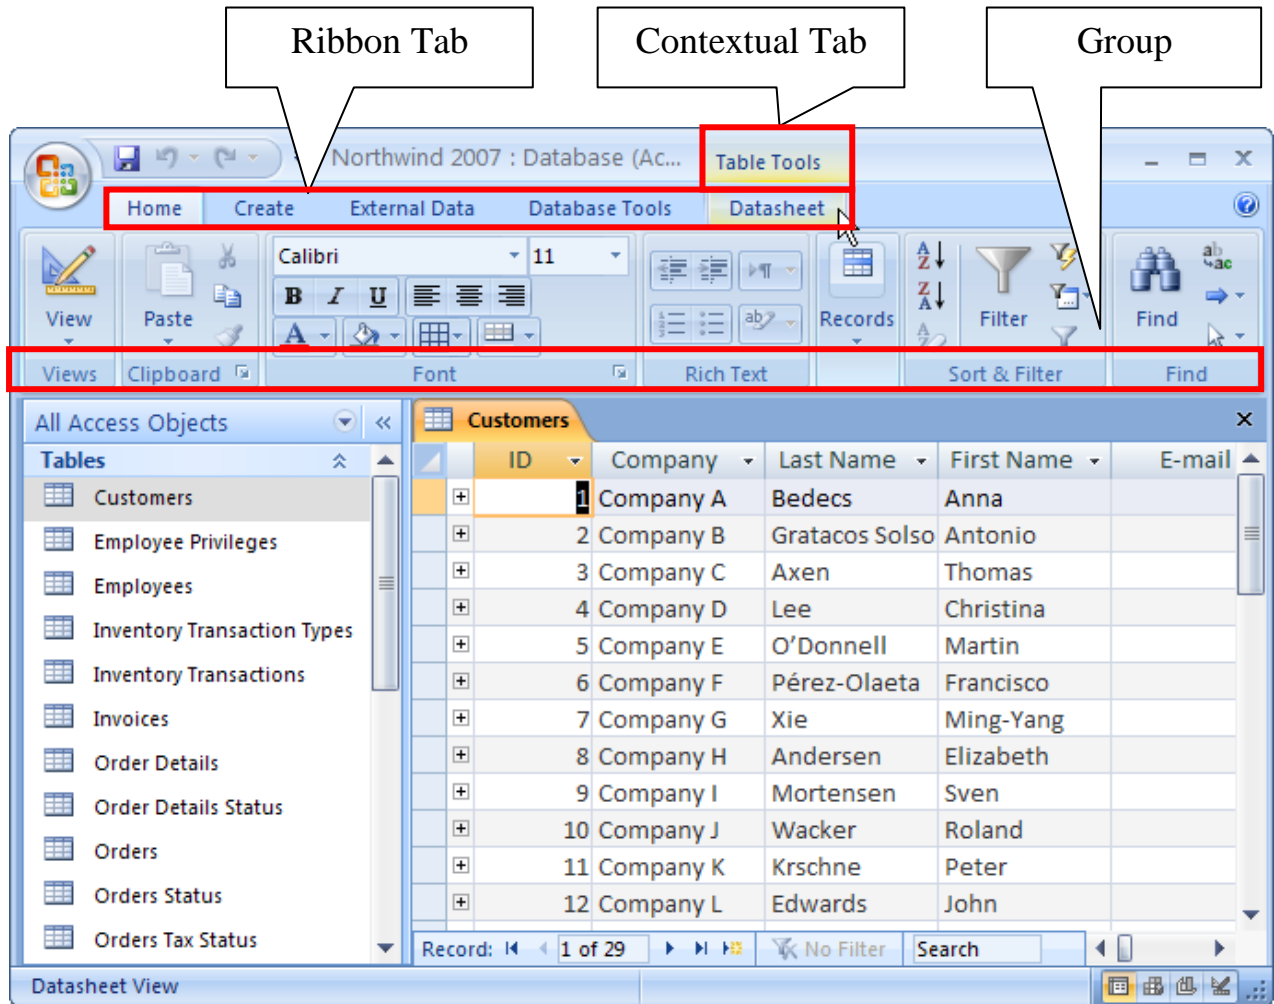 Ribbon Tab Contextual Tab Group
Northwind 2007 : Database (Ac... Table Tools
Home Create External Data Database Tools Datasheet
Calibri 11
B I U
A
View Paste Records Filter Find
Views Clipboard Font Rich Text Sort & Filter Find
All Access Objects
Customers
Tables
ID Company Last Name First Name E-mail
Customers
1 Company A Bedecs Anna
Employee Privileges
2 Company B Gratacos Solso Antonio
Employees
3 Company C Axen Thomas
4 Company D Lee Christina
Inventory Transaction Types
5 Company E O’Donnell Martin
Inventory Transactions
6 Company F Pérez-Olaeta Francisco
Invoices
7 Company G Xie Ming-Yang
Order Details
8 Company H Andersen Elizabeth
Order Details Status
9 Company I Mortensen Sven
10 Company J Wacker Roland
Orders
11 Company K Krschne Peter
Orders Status
12 Company L Edwards John
Orders Tax Status
Record: 1 of 29 No Filter Search
Datasheet View